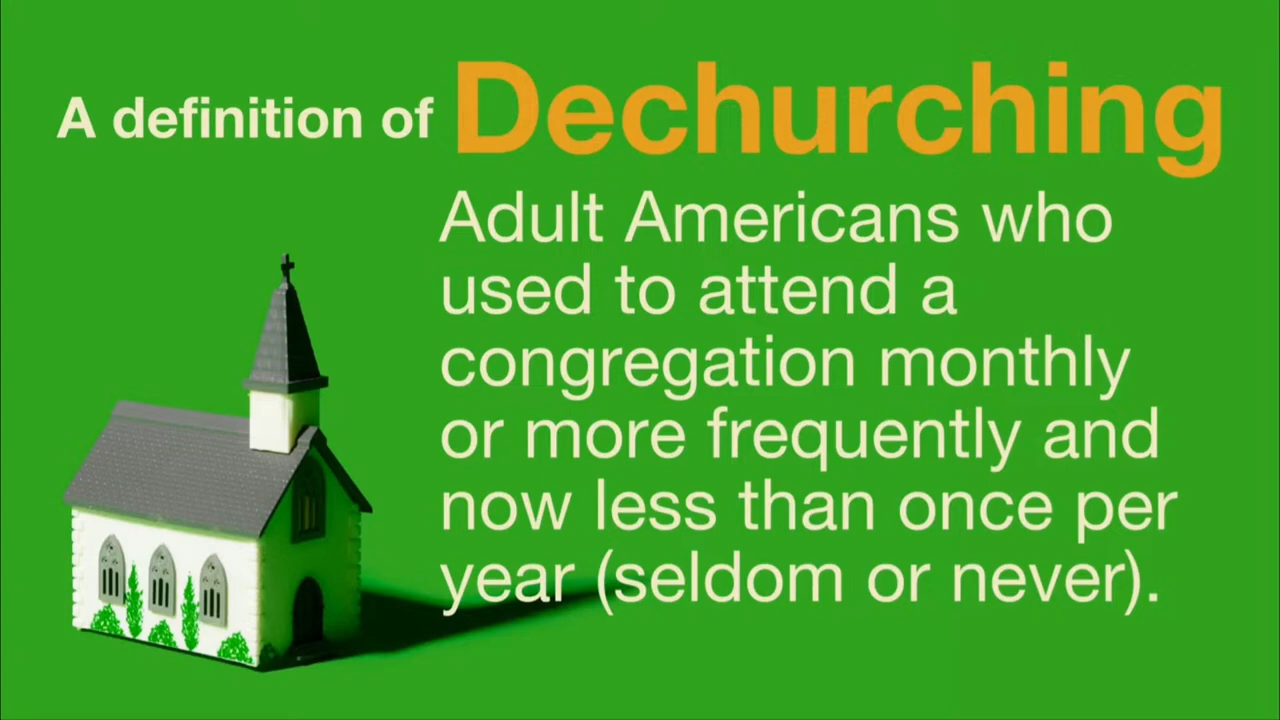 A definition of Dechurching
Adult Americans who
used to attend a
congregation monthly
or more frequently and
now less than once per
year (seldom or never).